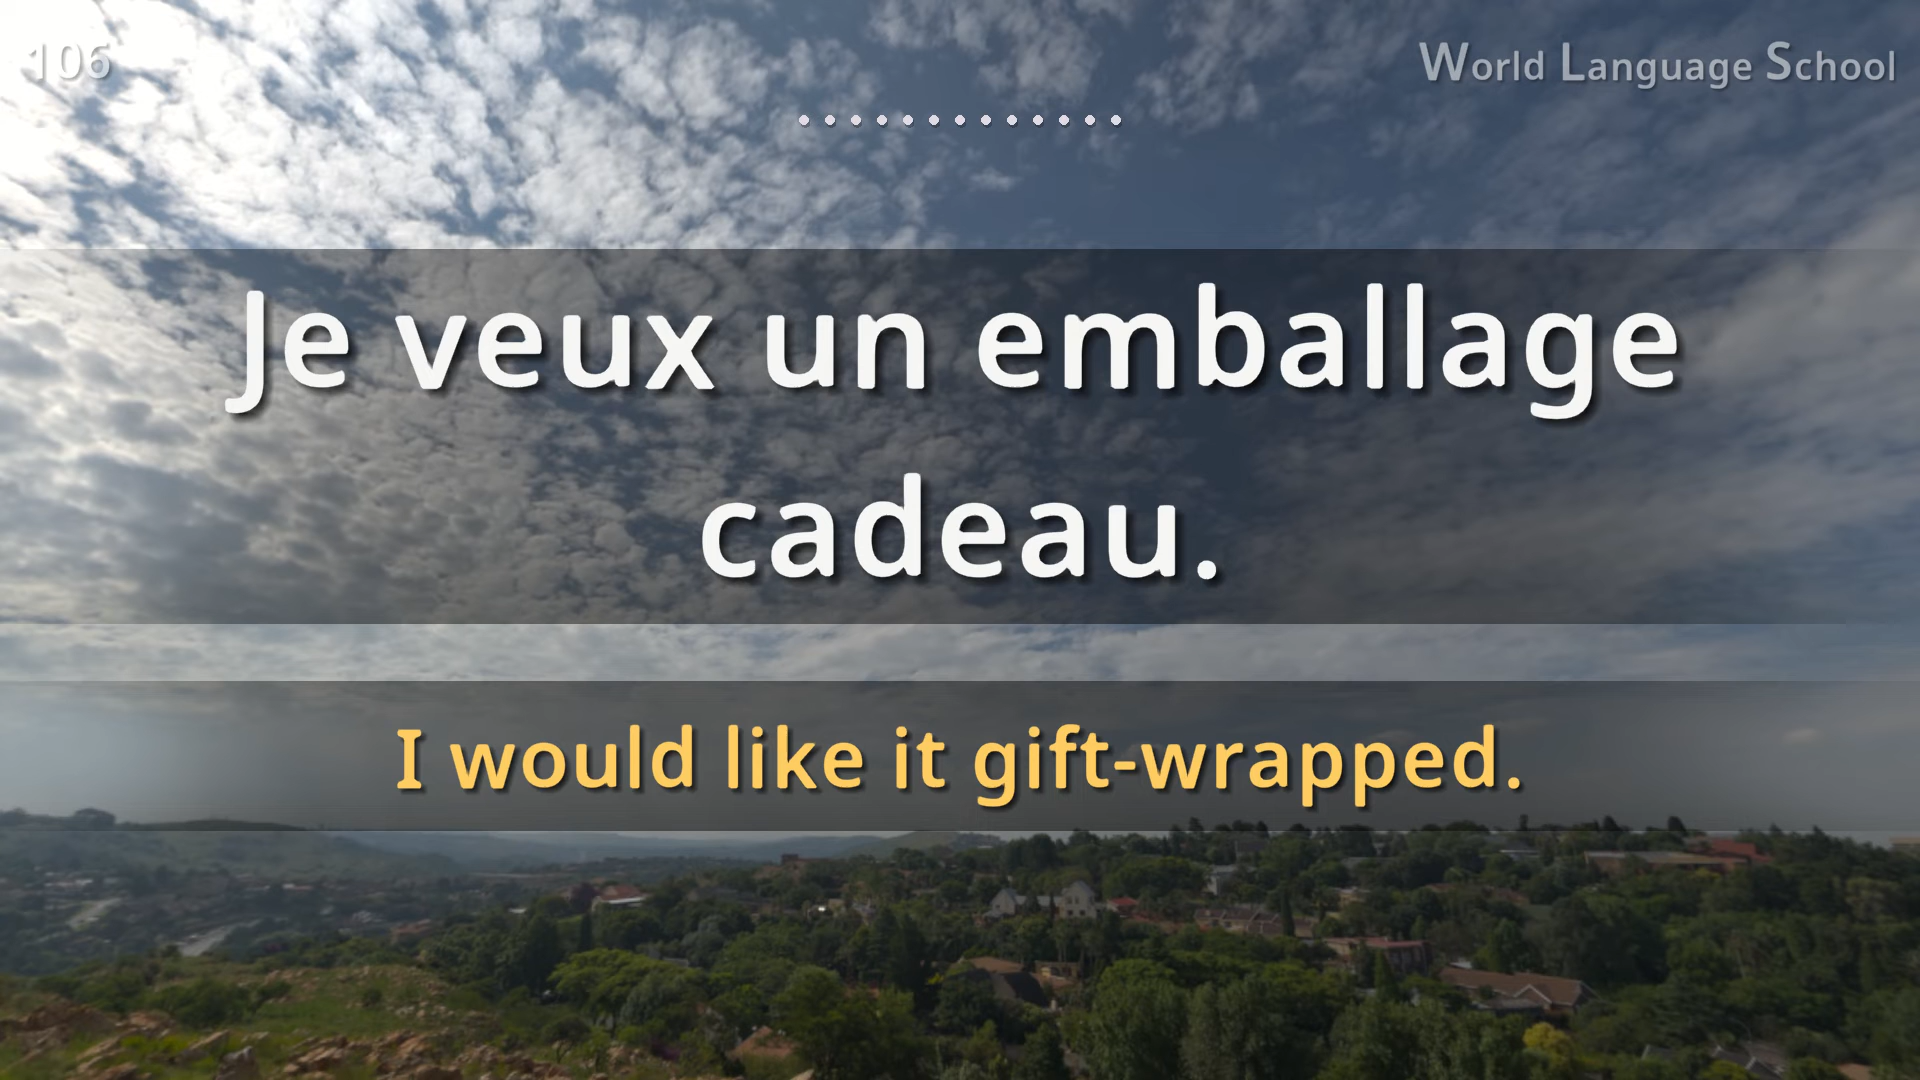 106
World Language School
Je veux un emballage
cadeau.
I would like it gift-wrapped.